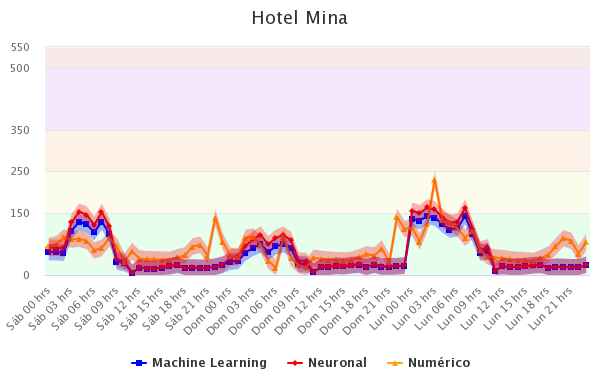 Hotel Mina
550
500
350
250
150
0
Sáb 00 hrs
Sáb 03 hrs
Sáb 06 hrs
Sáb 09 hrs
Sáb 12 hrs
Sáb 15 hrs
Sáb 18 hrs
Sáb 21 hrs
Dom 00 hrs
Dom 03 hrs
Dom 06 hrs
Dom 09 hrs
Dom 12 hrs
Dom 15 hrs
Dom 18 hrs
Dom 21 hrs
Lun 00 hrs
Lun 03 hrs
Lun 06 hrs
Lun 09 hrs
Lun 12 hrs
Lun 15 hrs
Lun 18 hrs
Lun 21 hrs
Machine Learning Neuronal Numérico